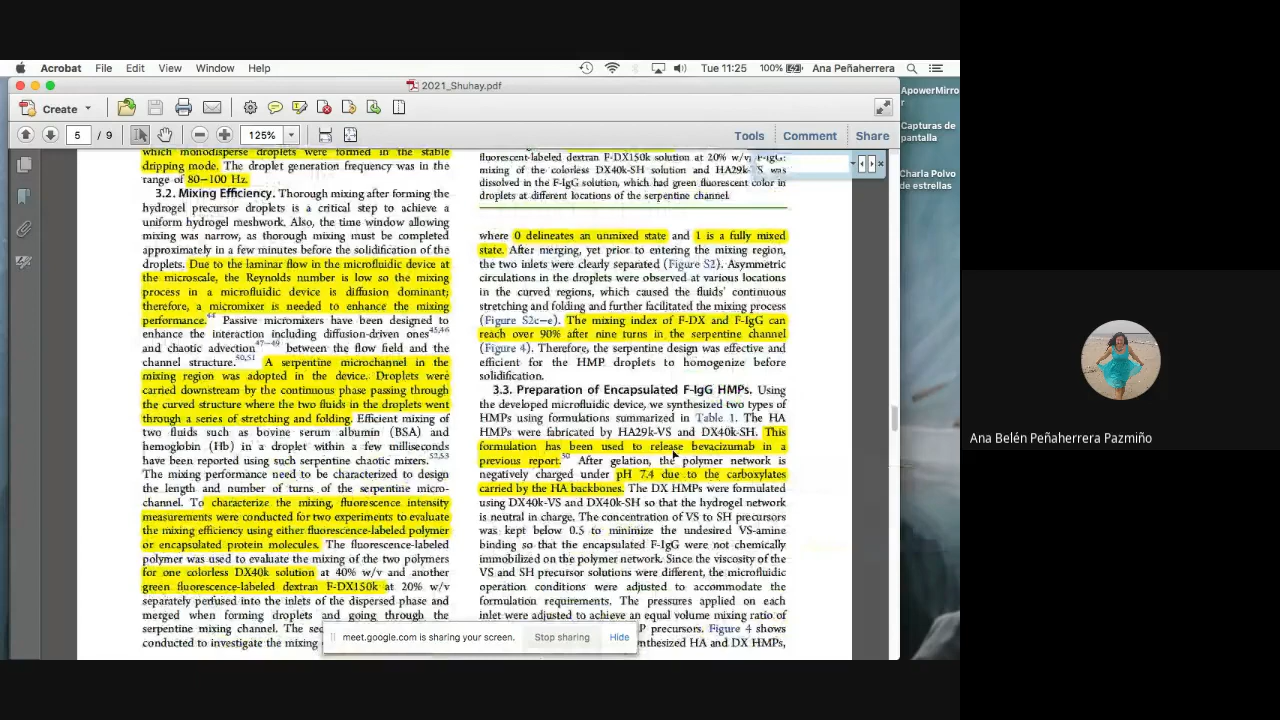 Acrobat File Edit View Window Help Tue 11:25 100% Ana Peñaherrera
2021_Shuhay.pdf
Create
5 / 9 125% Tools Comment Share
ApowerMirro
r
Capturas de
pantalla
Charla Polvo
de estrellas
which monodisperse droplets were formed in the stable
dripping mode. The droplet generation frequency was in the
range of 80−100 Hz.
3.2. Mixing Efficiency. Thorough mixing after forming the
hydrogel precursor droplets is a critical step to achieve a
uniform hydrogel meshwork. Also, the time window allowing
mixing was narrow, as thorough mixing must be completed
approximately in a few minutes before the solidification of the
droplets. Due to the laminar flow in the microfluidic device at
the microscale, the Reynolds number is low so the mixing
process in a microfluidic device is diffusion dominant;
therefore, a micromixer is needed to enhance the mixing
performance.44 Passive micromixers have been designed to
enhance the interaction including diffusion-driven ones45,46
and chaotic advection47−49 between the flow field and the
channel structure.50,51 A serpentine microchannel in the
mixing region was adopted in the device. Droplets were
carried downstream by the continuous phase passing through
the curved structure where the two fluids in the droplets went
through a series of stretching and folding. Efficient mixing of
two fluids such as bovine serum albumin (BSA) and
hemoglobin (Hb) in a droplet within a few milliseconds
have been reported using such serpentine chaotic mixers.52,53
The mixing performance need to be characterized to design
the length and number of turns of the serpentine micro-
channel. To characterize the mixing, fluorescence intensity
measurements were conducted for two experiments to evaluate
the mixing efficiency using either fluorescence-labeled polymer
or encapsulated protein molecules. The fluorescence-labeled
polymer was used to evaluate the mixing of the two polymers
for one colorless DX40k solution at 40% w/v and another
green fluorescence-labeled dextran F-DX150k at 20% w/v
separately perfused into the inlets of the dispersed phase and
merged when forming droplets and going through the
serpentine mixing channel. The
conducted to investigate the mixing
fluorescent-labeled dextran F-DX150k solution at 20% w/v; F-IgG:
mixing of the colorless DX40k-SH solution and HA29k-VS was
dissolved in the F-IgG solution, which had green fluorescent color in
droplets at different locations of the serpentine channel.
where 0 delineates an unmixed state and 1 is a fully mixed
state. After merging, yet prior to entering the mixing region,
the two inlets were clearly separated (Figure S2). Asymmetric
circulations in the droplets were observed at various locations
in the curved regions, which caused the fluids' continuous
stretching and folding and further facilitated the mixing process
(Figure S2c−e). The mixing index of F-DX and F-IgG can
reach over 90% after nine turns in the serpentine channel
(Figure 4). Therefore, the serpentine design was effective and
efficient for the HMP droplets to homogenize before
solidification.
3.3. Preparation of Encapsulated F-IgG HMPs. Using
the developed microfluidic device, we synthesized two types of
HMPs using formulation summarized in Table 1. The HA
HMPs were fabricated by HA29k-VS and DX40k-SH. This
formulation has been used to release bevacizumab in a
previous report.30 After gelation, the polymer network is
negatively charged under pH 7.4 due to the carboxylates
carried by the HA backbones. The DX HMPs were formulated
using DX40k-VS and DX40k-SH so that the hydrogel network
is neutral in charge. The concentration of VS to SH precursors
was kept below 0.5 to minimize the undesired VS-amine
binding so that the encapsulated F-IgG were not chemically
immobilized on the polymer network. Since the viscosity of the
VS and SH precursor solutions were different, the microfluidic
operation conditions were adjusted to accommodate the
formulation requirements. The pressures applied on each
inlet were adjusted to achieve an equal volume mixing ratio of
precursors. Figure 4 shows
HA and DX HMPs,
meet.google.com is sharing your screen. Stop sharing Hide
Ana Belén Peñaherrera Pazmiño